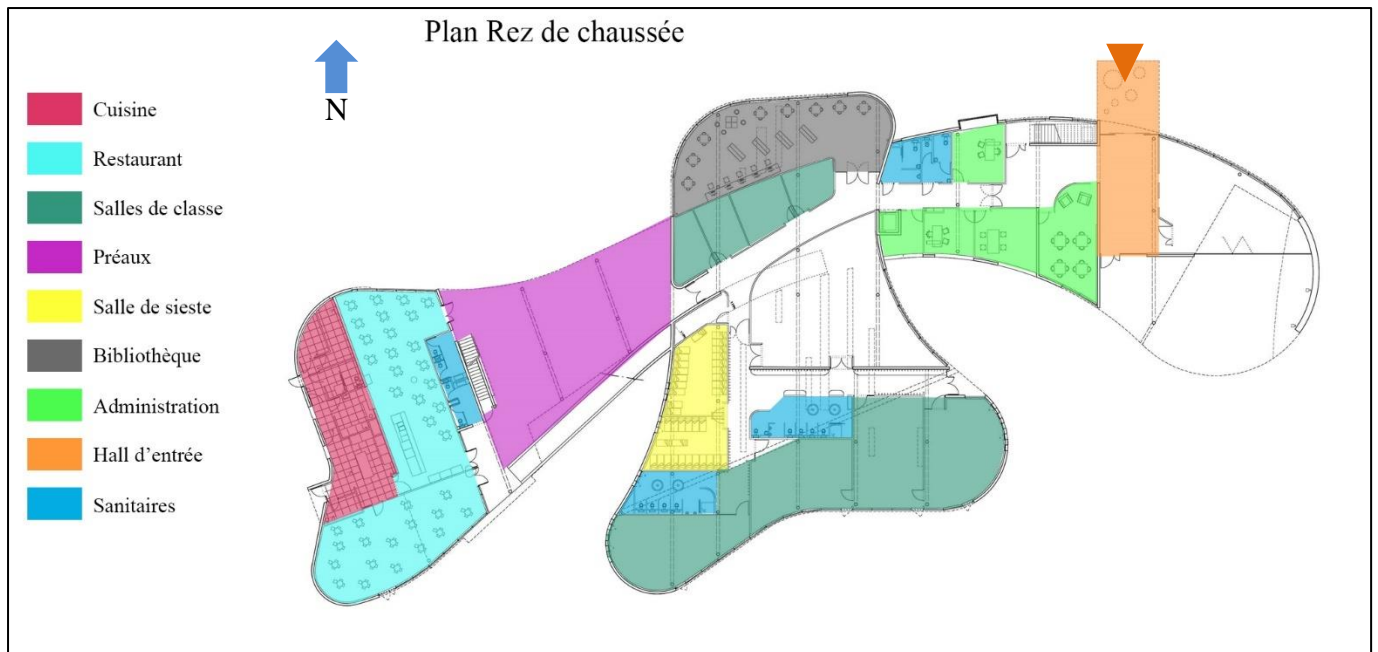 Plan Rez de chaussée
N
Cuisine
Restaurant
Salles de classe
Préaux
Salle de sieste
Bibliothèque
Administration
Hall d’entrée
Sanitaires